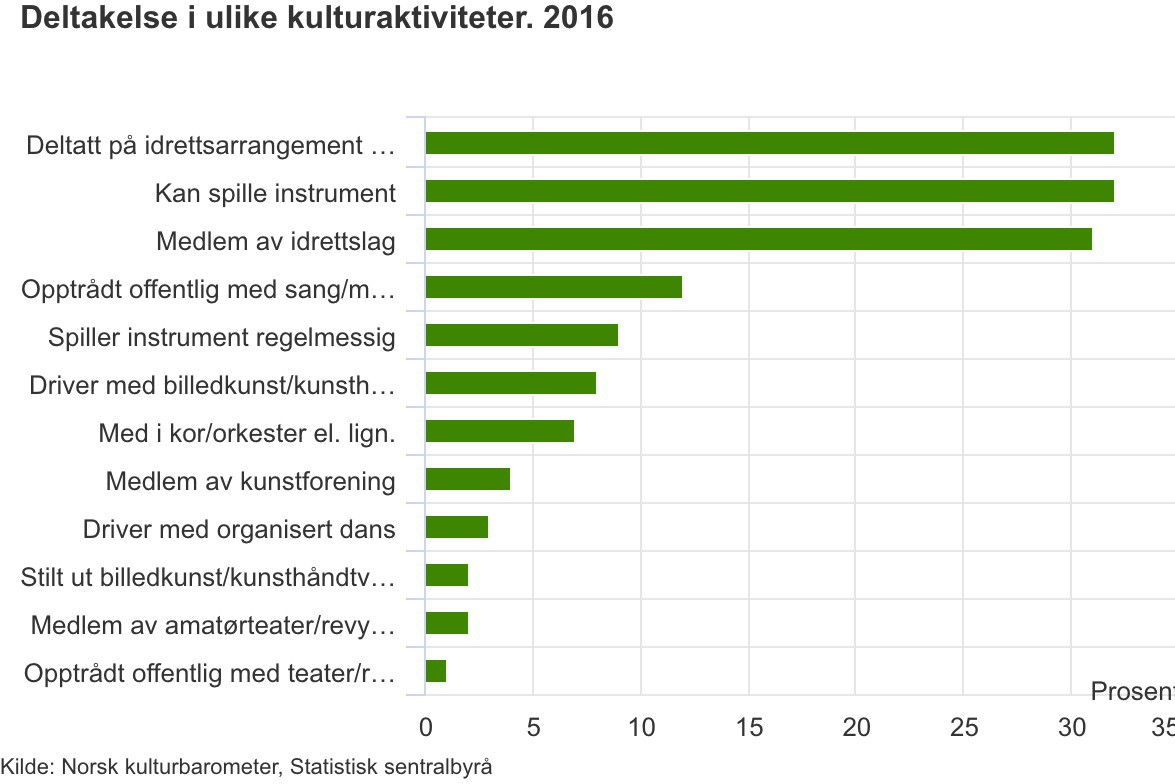 Deltakelse i ulike kulturaktiviteter. 2016
Deltatt på idrettsarrangement …
Kan spille instrument
Medlem av idrettslag
Opptrådt offentlig med sang/m…
Spiller instrument regelmessig
Driver med billedkunst/kunsth…
Med i kor/orkester el. lign.
Medlem av kunstforening
Driver med organisert dans
Stilt ut billedkunst/kunsthåndtv…
Medlem av amatørteater/revy…
Opptrådt offentlig med teater/r…
Prosent
0 5 10 15 20 25 30 35
Kilde: Norsk kulturbarometer, Statistisk sentralbyrå